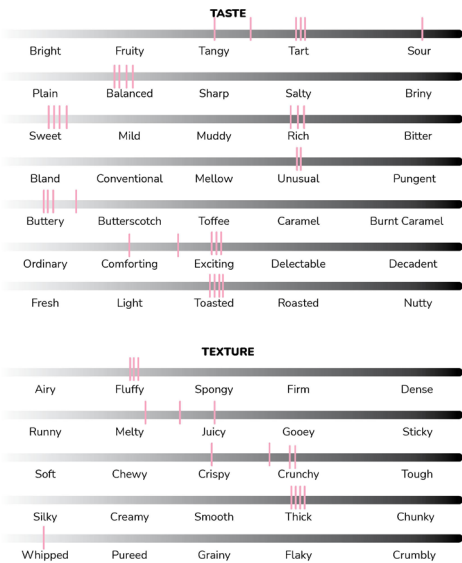 TASTE
Bright Fruity Tangy Tart Sour
Plain Balanced Sharp Salty Briny
Sweet Mild Muddy Rich Bitter
Bland Conventional Mellow Unusual Pungent
Buttery Butterscotch Toffee Caramel Burnt Caramel
Ordinary Comforting Exciting Delectable Decadent
Fresh Light Toasted Roasted Nutty
TEXTURE
Airy Fluffy Spongy Firm Dense
Runny Melty Juicy Gooey Sticky
Soft Chewy Crispy Crunchy Tough
Silky Creamy Smooth Thick Chunky
Whipped Pureed Grainy Flaky Crumbly